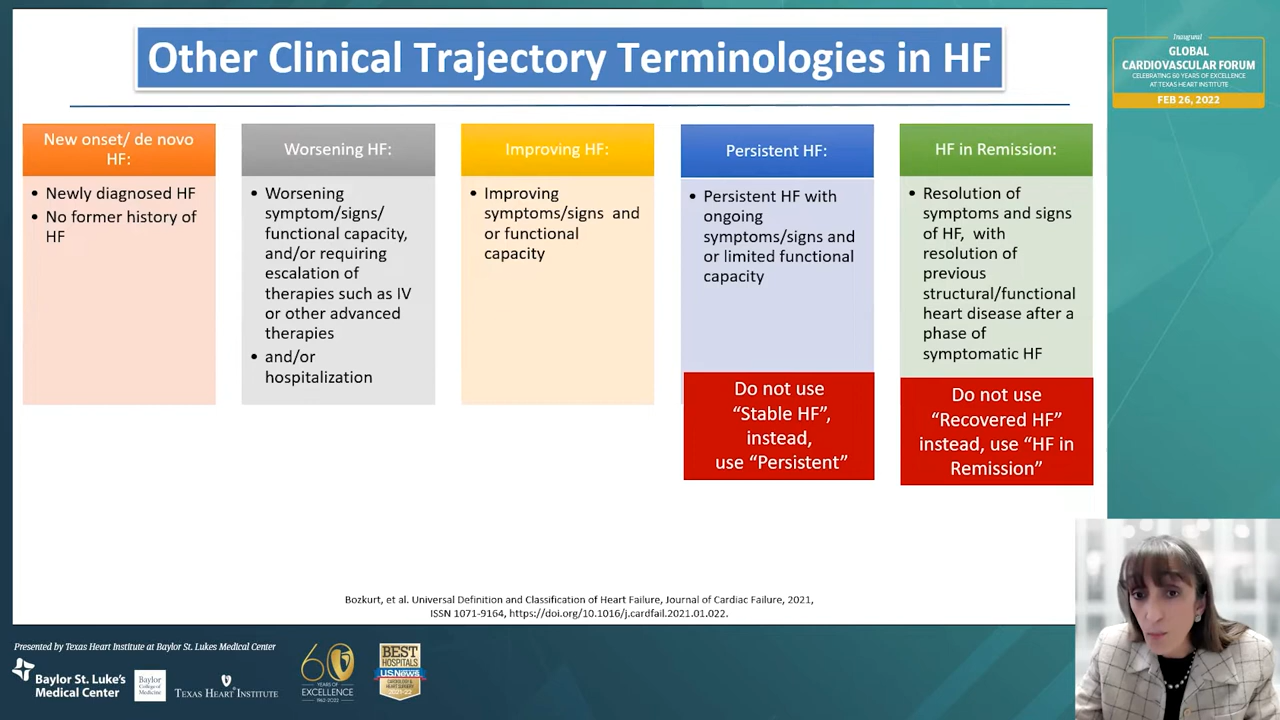 Other Clinical Trajectory Terminologies in HF
Inaugural
GLOBAL
CARDIOVASCULAR FORUM
CELEBRATING 60 YEARS OF EXCELLENCE
AT TEXAS HEART INSTITUTE
FEB 26, 2022
New onset/ de novo
HF:
• Newly diagnosed HF
• No former history of
HF
Worsening HF:
• Worsening
symptom/signs/
functional capacity,
and/or requiring
escalation of
therapies such as IV
or other advanced
therapies
• and/or
hospitalization
Improving HF:
• Improving
symptoms/signs and
or functional
capacity
Persistent HF:
• Persistent HF with
ongoing
symptoms/signs and
or limited functional
capacity
Do not use
“Stable HF”,
instead,
use “Persistent”
HF in Remission:
• Resolution of
symptoms and signs
of HF, with
resolution of
previous
structural/functional
heart disease after a
phase of
symptomatic HF
Do not use
“Recovered HF”
instead, use “HF in
Remission”
Bozkurt, et al. Universal Definition and Classification of Heart Failure, Journal of Cardiac Failure, 2021,
ISSN 1071-9164, https://doi.org/10.1016/j.cardfail.2021.01.022.
Presented by Texas Heart Institute at Baylor St. Lukes Medical Center
Baylor St. Luke's
Medical Center
Baylor
College of
Medicine
TEXAS HEART INSTITUTE
60
YEARS OF
EXCELLENCE
1962-2022
BEST
HOSPITALS
U.S.News
CARDIOLOGY &
HEART SURGERY